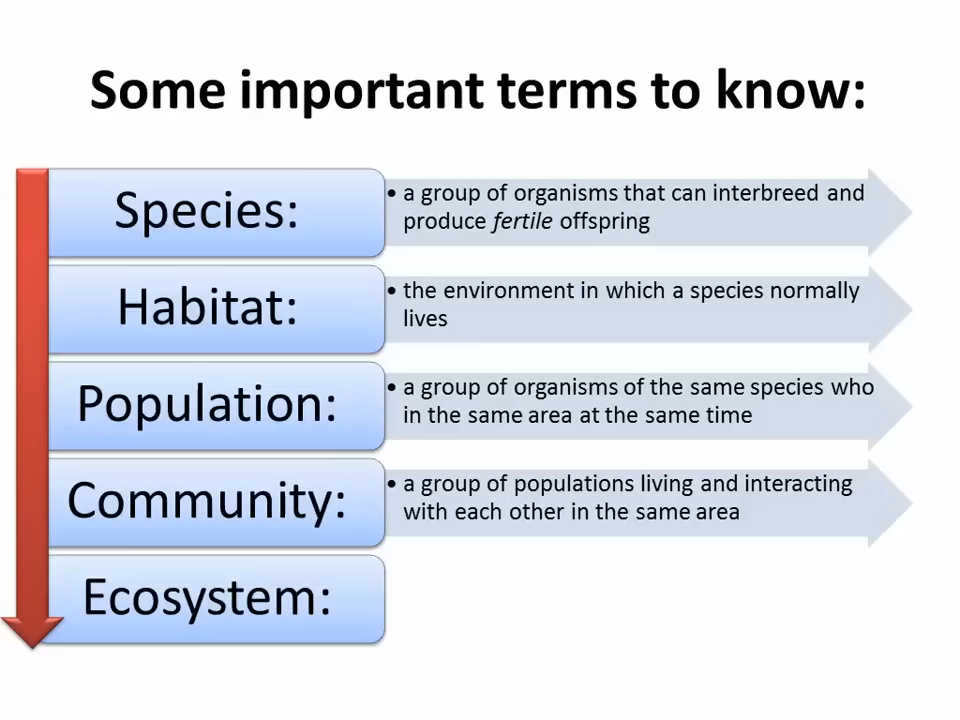 Some important terms to know:
Species:
• a group of organisms that can interbreed and
produce fertile offspring
Habitat:
• the environment in which a species normally
lives
Population:
• a group of organisms of the same species who
in the same area at the same time
Community:
• a group of populations living and interacting
with each other in the same area
Ecosystem: